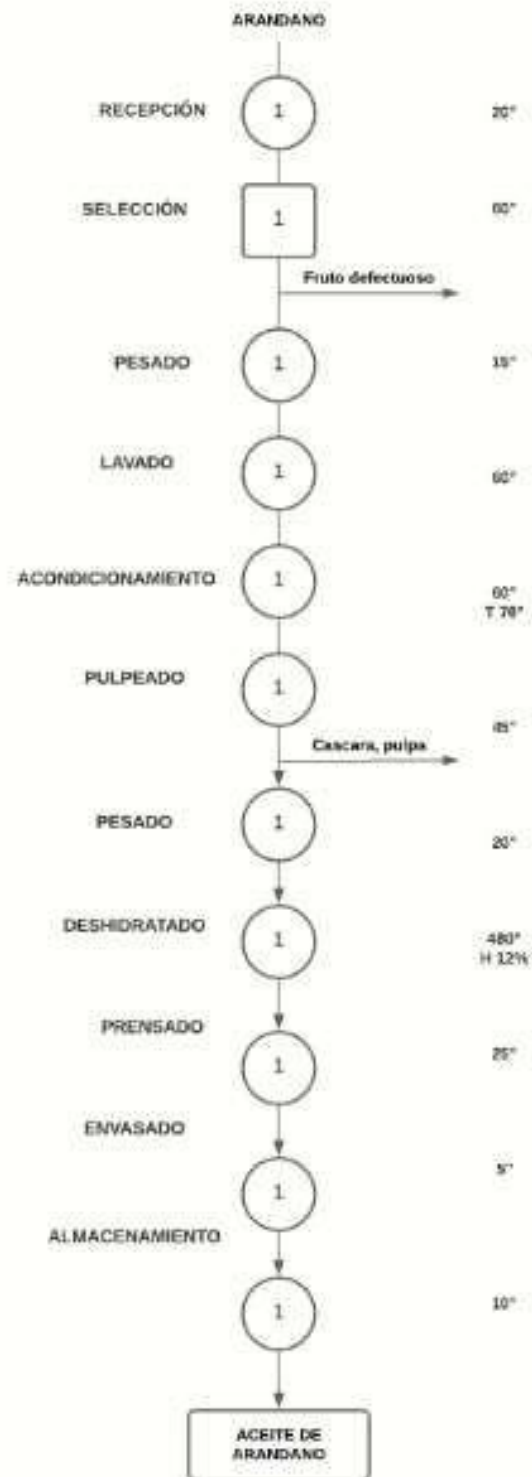 ARANDANO
RECEPCIÓN
1
20"
SELECCIÓN
1
60"
Fruto defectuoso
PESADO
1
15"
LAVADO
1
60"
ACONDICIONAMIENTO
1
60"
PULPEADO
1
45"
Cascara, pulpa
PESADO
1
20"
DESHIDRATADO
1
480"
H 12%
PRENSADO
1
ENVASADO
1
5"
ALMACENAMIENTO
1
10"
ACEITE DE
ARANDANO